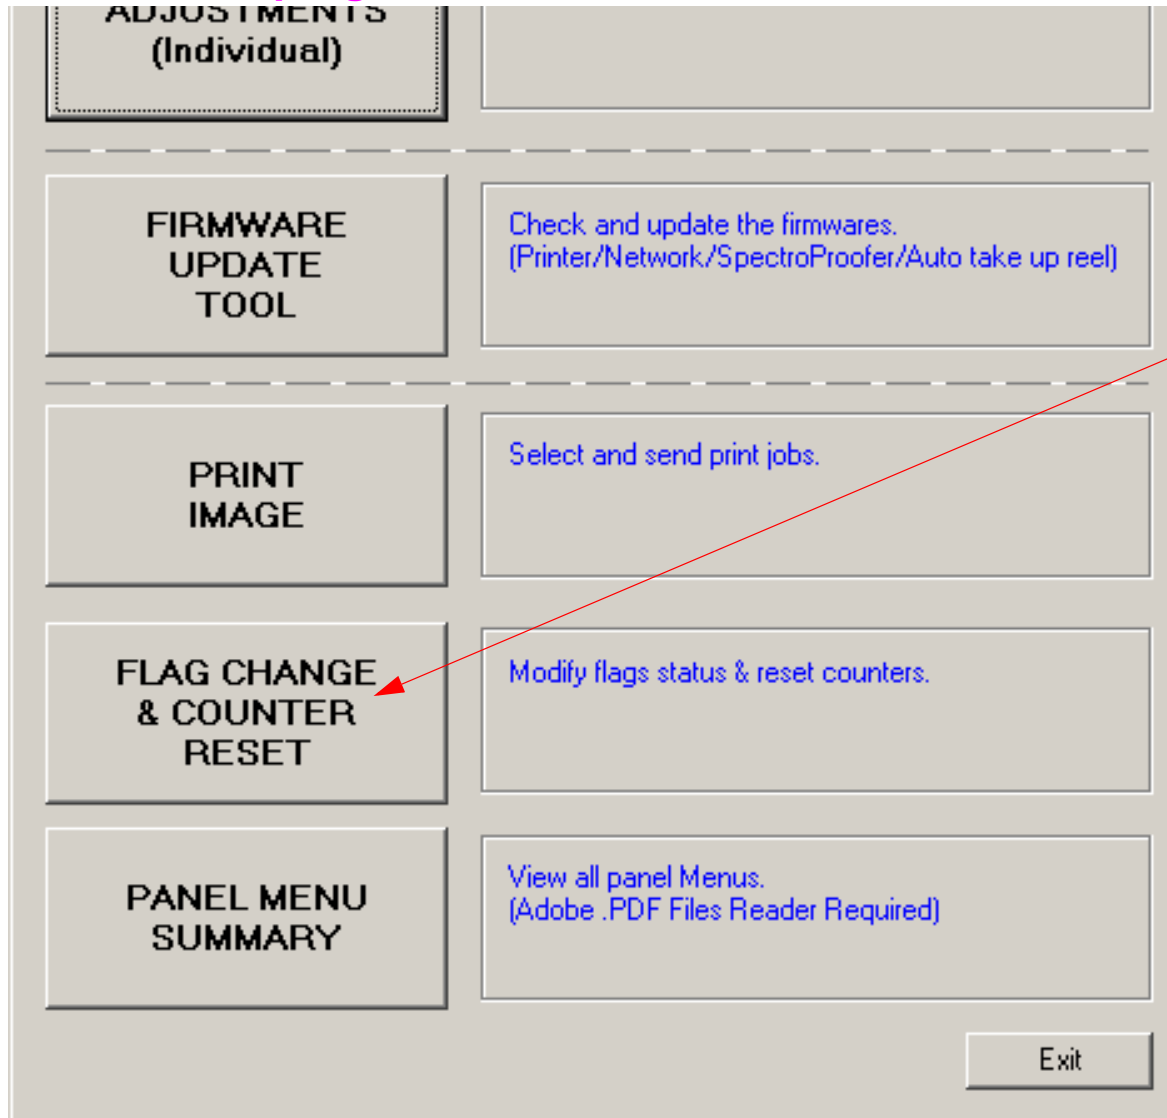 ADJUSTMENTS
(Individual)
FIRMWARE
UPDATE
TOOL
Check and update the firmwares.
(Printer/Network/SpectroProofer/Auto take up reel)
PRINT
IMAGE
Select and send print jobs.
FLAG CHANGE
& COUNTER
RESET
Modify flags status & reset counters.
PANEL MENU
SUMMARY
View all panel Menus.
(Adobe .PDF Files Reader Required)
Exit